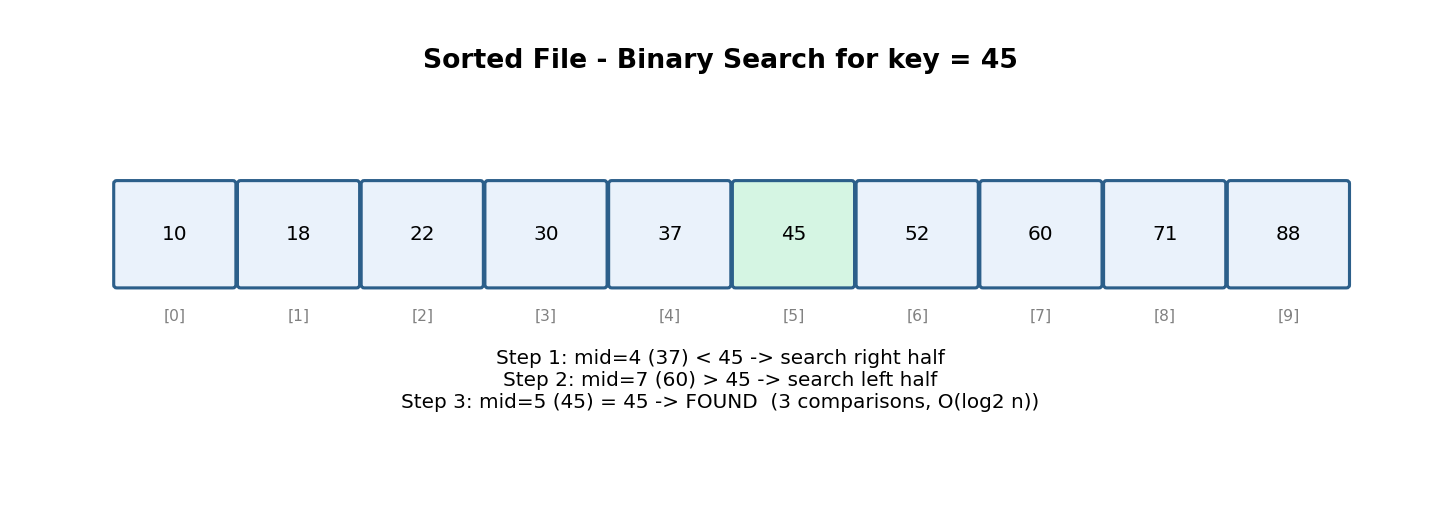 Sorted File - Binary Search for key = 45
10 18 22 30 37 45 52 60 71 88
[0] [1] [2] [3] [4] [5] [6] [7] [8] [9]
Step 1: mid=4 (37) < 45 -> search right half
Step 2: mid=7 (60) > 45 -> search left half
Step 3: mid=5 (45) = 45 -> FOUND  (3 comparisons, O(log2 n))